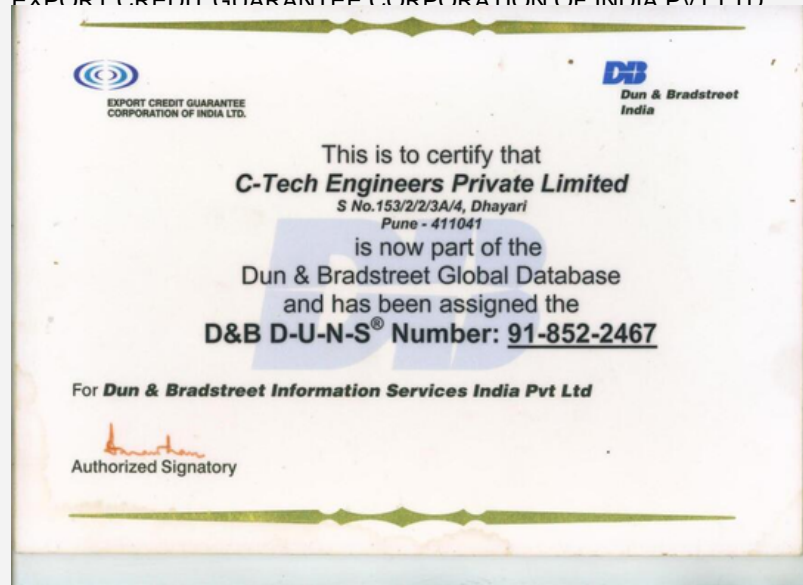 EXPORT CREDIT GUARANTEE CORPORATION OF INDIA PVT LTD
EXPORT CREDIT GUARANTEE
CORPORATION OF INDIA LTD.
DB
Dun & Bradstreet
India
This is to certify that
C-Tech Engineers Private Limited
S No.153/2/2/3A/4, Dhayari
Pune - 411041
is now part of the
Dun & Bradstreet Global Database
and has been assigned the
D&B D-U-N-S® Number: 91-852-2467
For Dun & Bradstreet Information Services India Pvt Ltd
Authorized Signatory